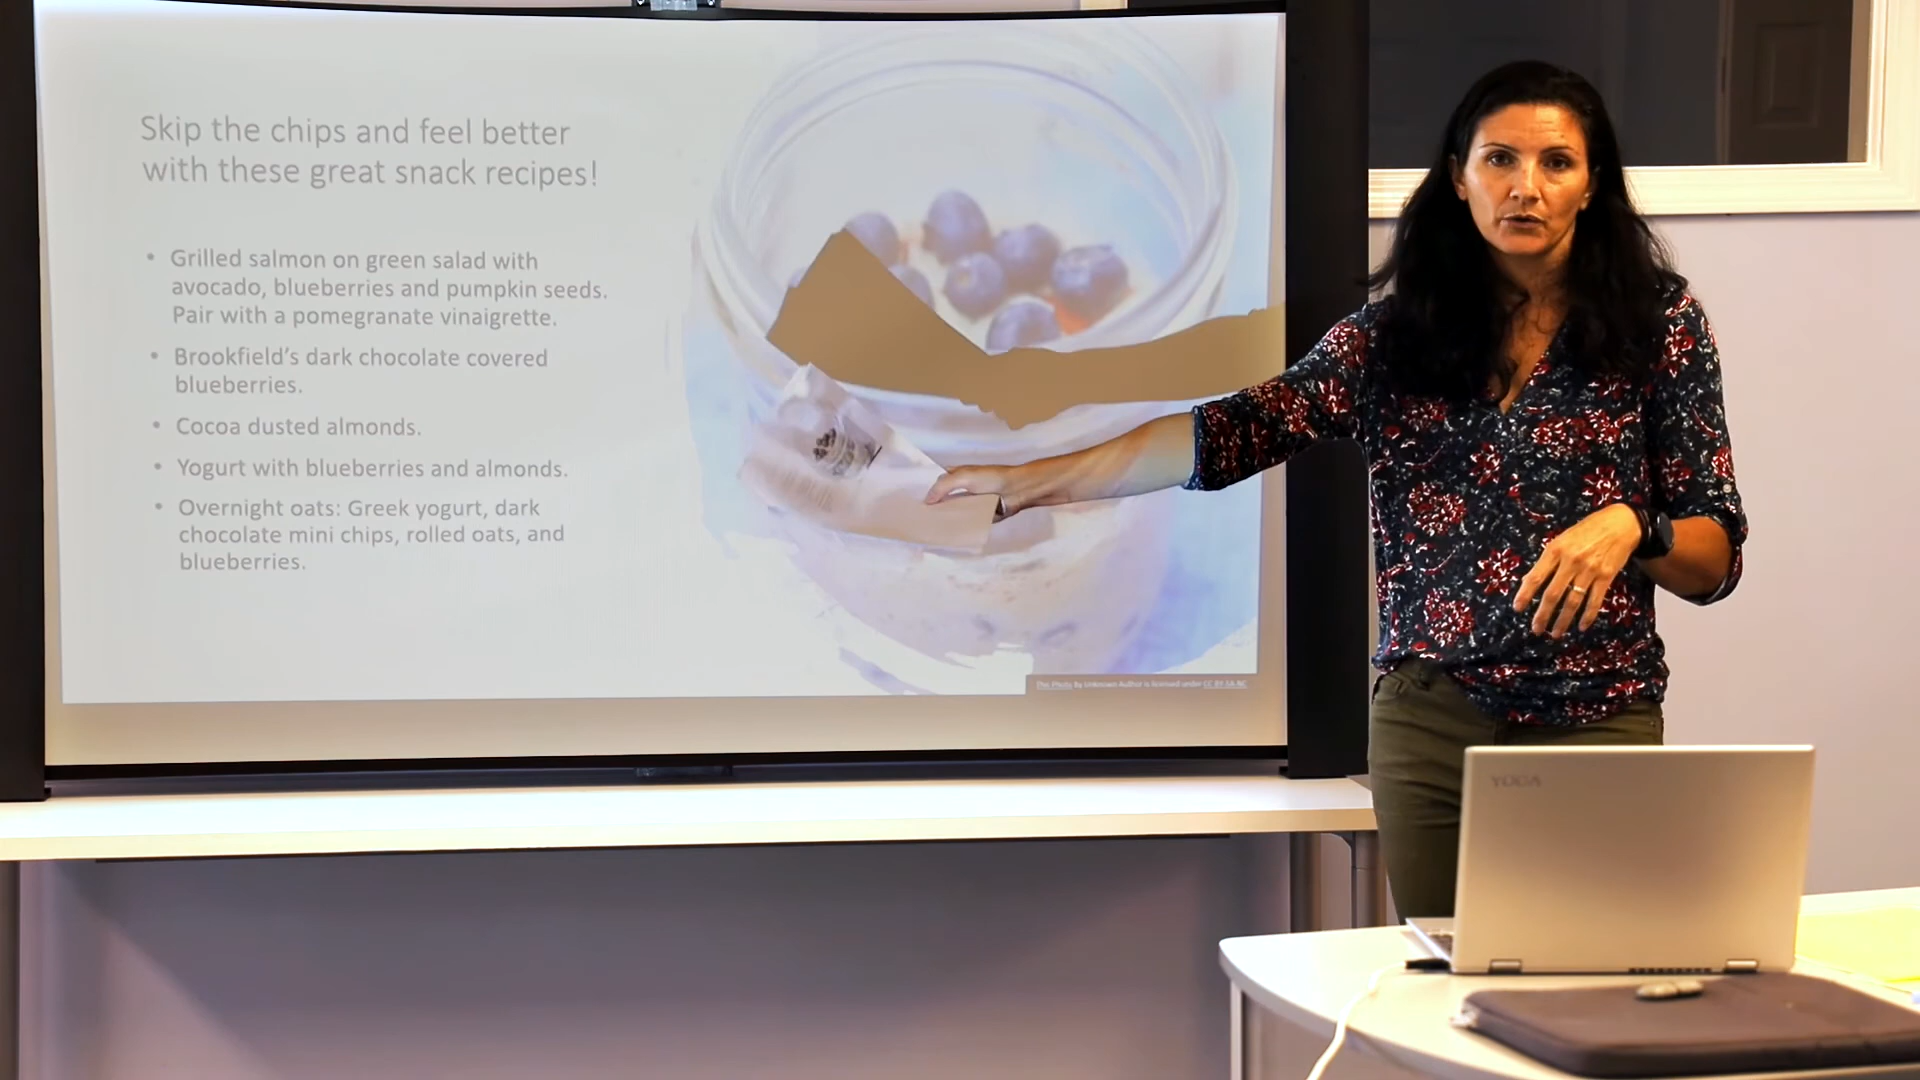 Skip the chips and feel better
with these great snack recipes!
• Grilled salmon on green salad with
avocado, blueberries and pumpkin seeds.
Pair with a pomegranate vinaigrette.
• Brookfield's dark chocolate covered
blueberries.
• Cocoa dusted almonds.
• Yogurt with blueberries and almonds.
• Overnight oats: Greek yogurt, dark
chocolate mini chips, rolled oats, and
blueberries.
This Photo By Unknown Author is licensed under CC BY-SA-NC
YOGA